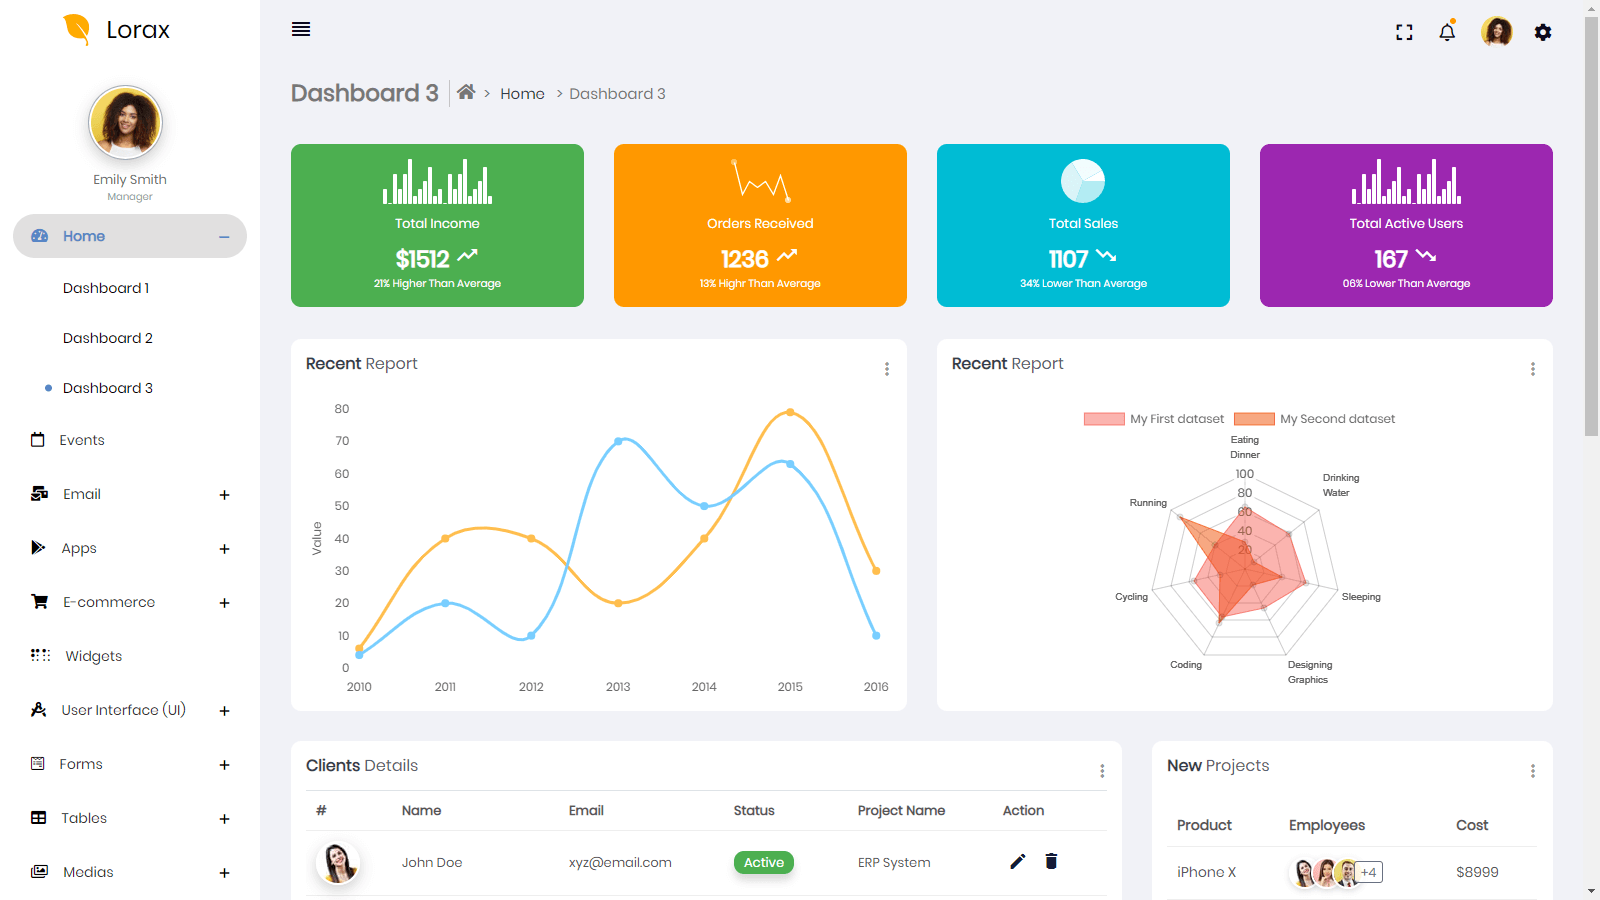 Lorax
Emily Smith
Manager
Home
Dashboard 1
Dashboard 2
Dashboard 3
Events
Email
Apps
E-commerce
Widgets
User Interface (UI)
Forms
Tables
Medias
Dashboard 3 > Home > Dashboard 3
Total Income
$1512
21% Higher Than Average
Orders Received
1236
13% Highr Than Average
Total Sales
1107
34% Lower Than Average
Total Active Users
167
06% Lower Than Average
Recent Report
Value
80
70
60
50
40
30
20
10
0
2010 2011 2012 2013 2014 2015 2016
Recent Report
My First dataset My Second dataset
Eating
Dinner
Drinking
Water
Sleeping
Designing
Graphics
Coding
Cycling
Running
100
80
60
40
20
Clients Details
# Name Email Status Project Name Action
John Doe xyz@email.com Active ERP System
New Projects
Product Employees Cost
iPhone X +4 $8999